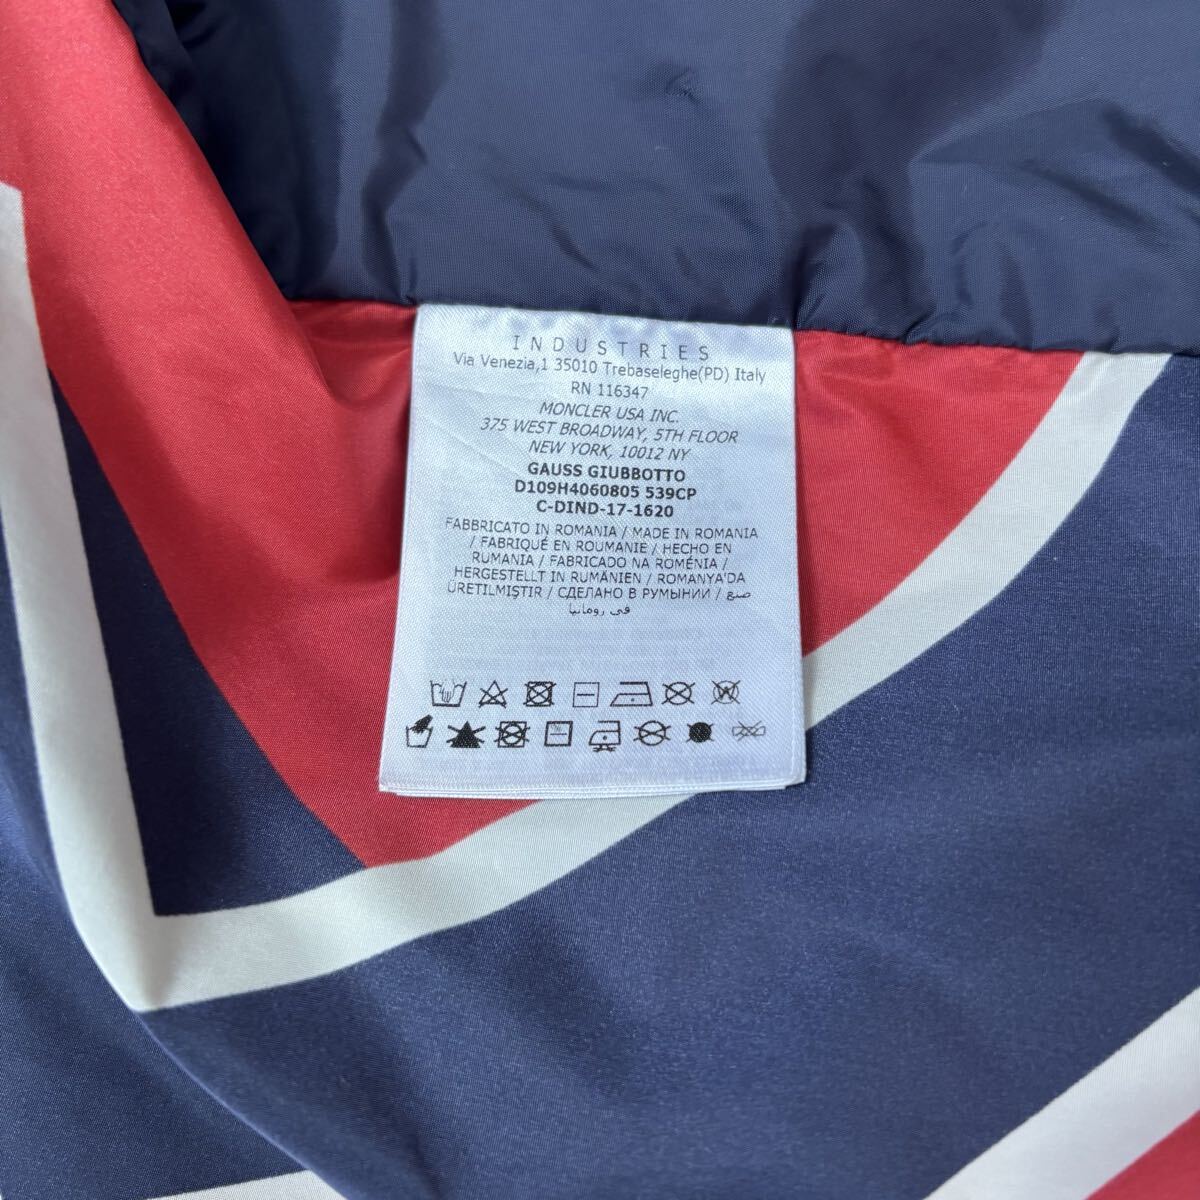 INDUSTRIES
Via Venezia,1 35010 Trebaseleghe(PD) Italy
RN 116347
MONCLER USA INC.
375 WEST BROADWAY, 5TH FLOOR
NEW YORK, 10012 NY
GAUSS GIUBBOTTO
D109H4060805 539CP
C-DIND-17-1620
FABBRICATO IN ROMANIA / MADE IN ROMANIA
/ FABRIQUÉ EN ROUMANIE / HECHO EN
RUMANIA / FABRICADO NA ROMÉNIA /
HERGESTELLT IN RUMÄNIEN / ROMANYA'DA
ÜRETILMIŞTIR / СДЕЛАНО В РУМЫНИИ / صنع
في رومانيا